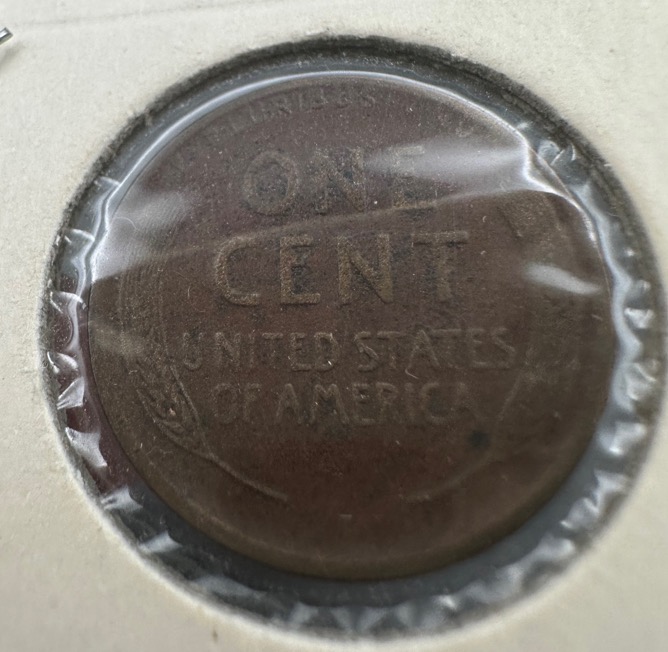 ONE
CENT
UNITED STATES
OF AMERICA